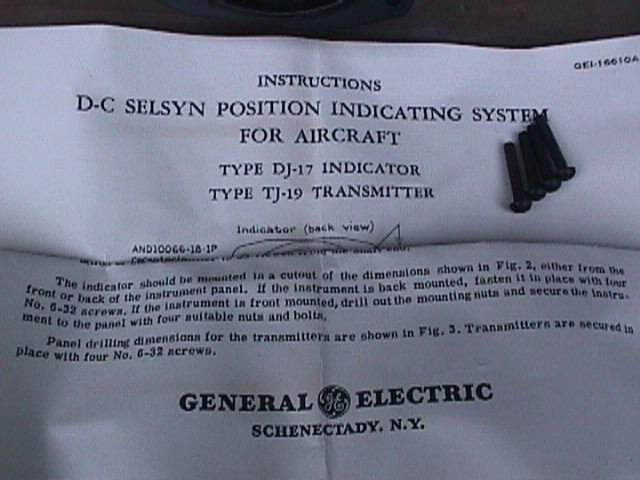 GEI-16610A
INSTRUCTIONS
D-C SELSYN POSITION INDICATING SYSTEM
FOR AIRCRAFT
TYPE DJ-17 INDICATOR
TYPE TJ-19 TRANSMITTER
Indicator (back view)
AND10066-18-1P
The indicator should be mounted in a cutout of the dimensions shown in Fig. 2, either from the
front or back of the instrument panel. If the instrument is back mounted, fasten it in place with four
No. 6-32 screws. If the instrument is front mounted, drill out the mounting nuts and secure the instru-
ment to the panel with four suitable nuts and bolts.
Panel drilling dimensions for the transmitters are shown in Fig. 3. Transmitters are secured in
place with four No. 6-32 screws.
GENERAL GE ELECTRIC
SCHENECTADY, N.Y.